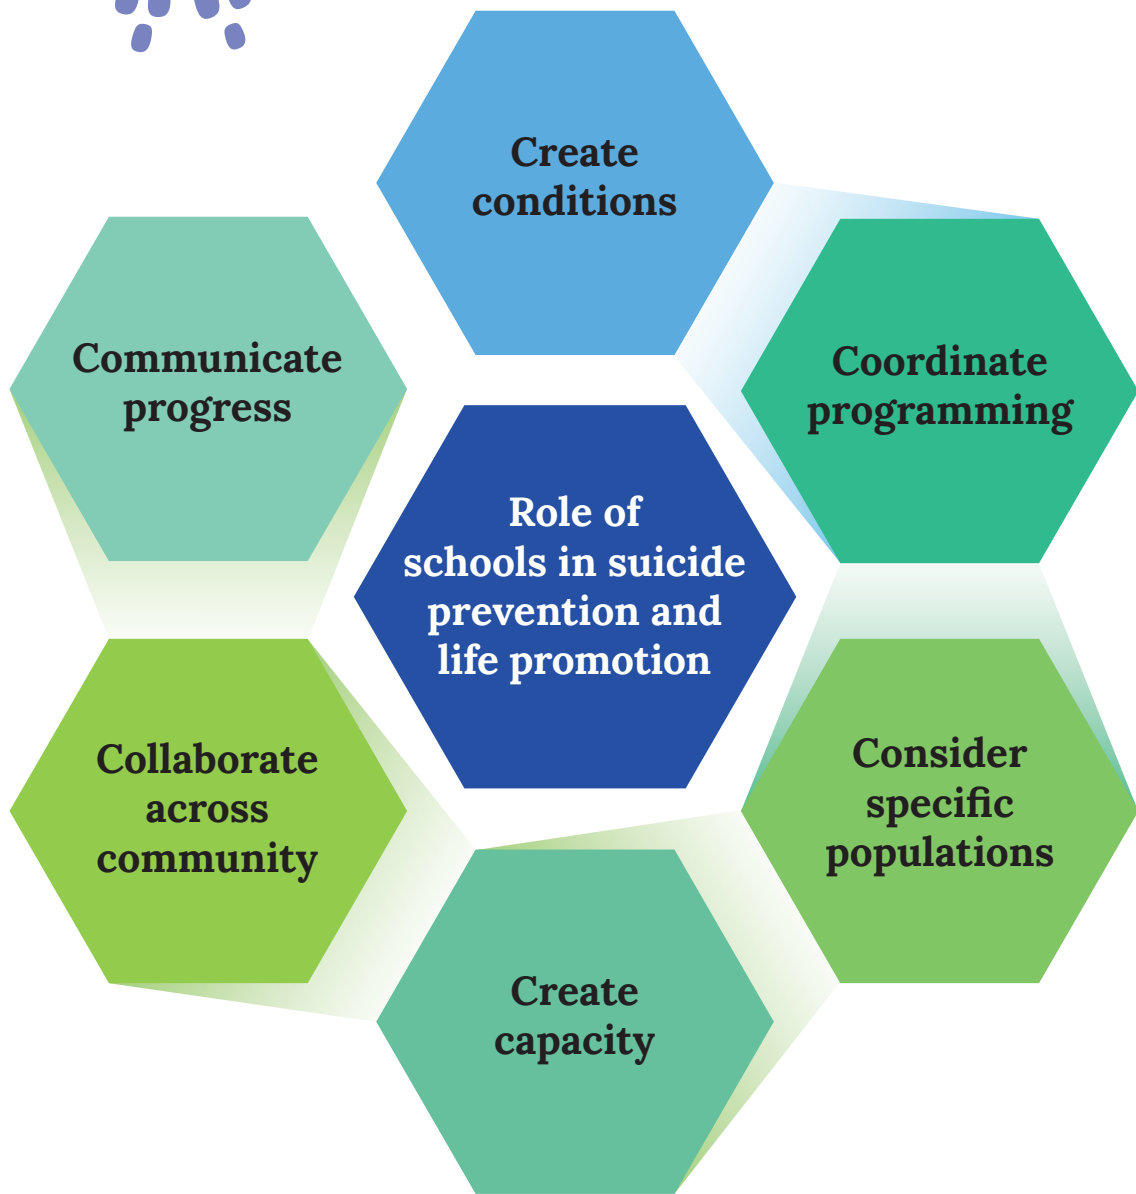 Create
conditions
Coordinate
programming
Consider
specific
populations
Create
capacity
Collaborate
across
community
Communicate
progress
Role of
schools in suicide
prevention and
life promotion